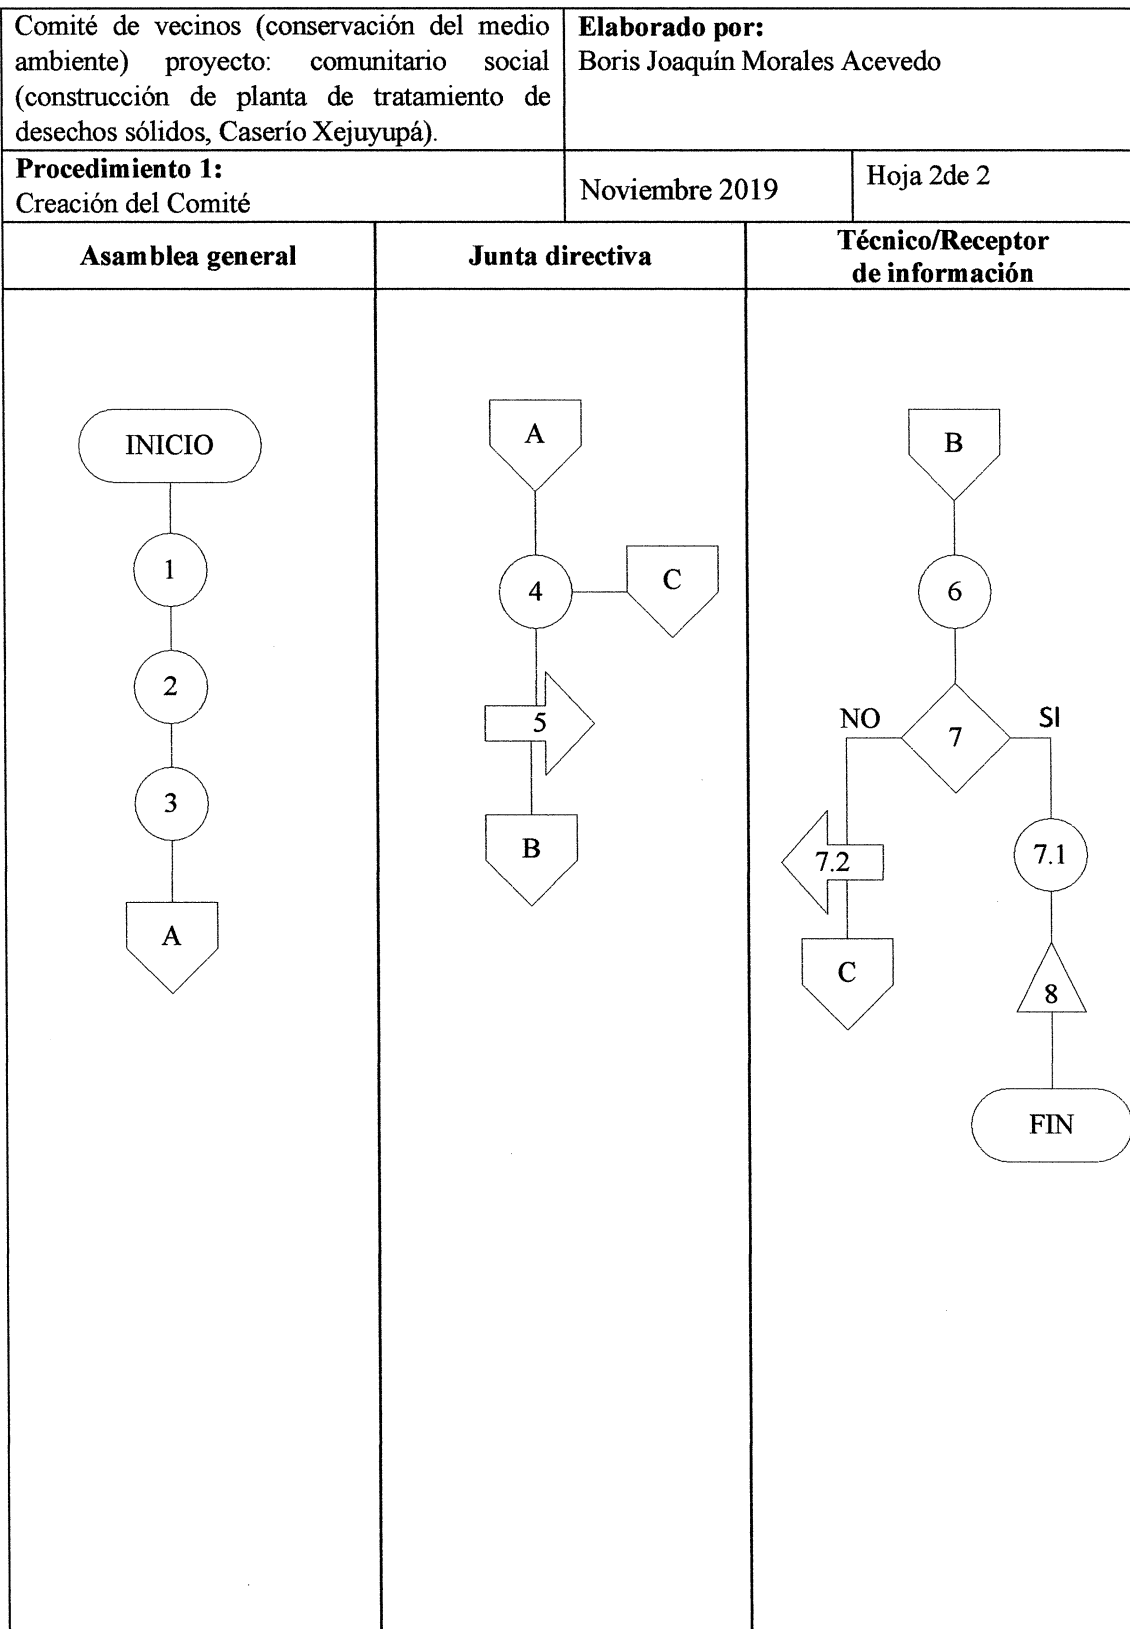 Comité de vecinos (conservación del medio
ambiente) proyecto: comunitario social
(construcción de planta de tratamiento de
desechos sólidos, Caserío Xejuyupá).
Elaborado por:
Boris Joaquín Morales Acevedo
Procedimiento 1:
Creación del Comité
Noviembre 2019
Hoja 2de 2
Asamblea general
Junta directiva
Técnico/Receptor
de información
INICIO
1
2
3
A
A
4
C
5
B
B
6
7
NO
SI
7.2
7.1
C
8
FIN